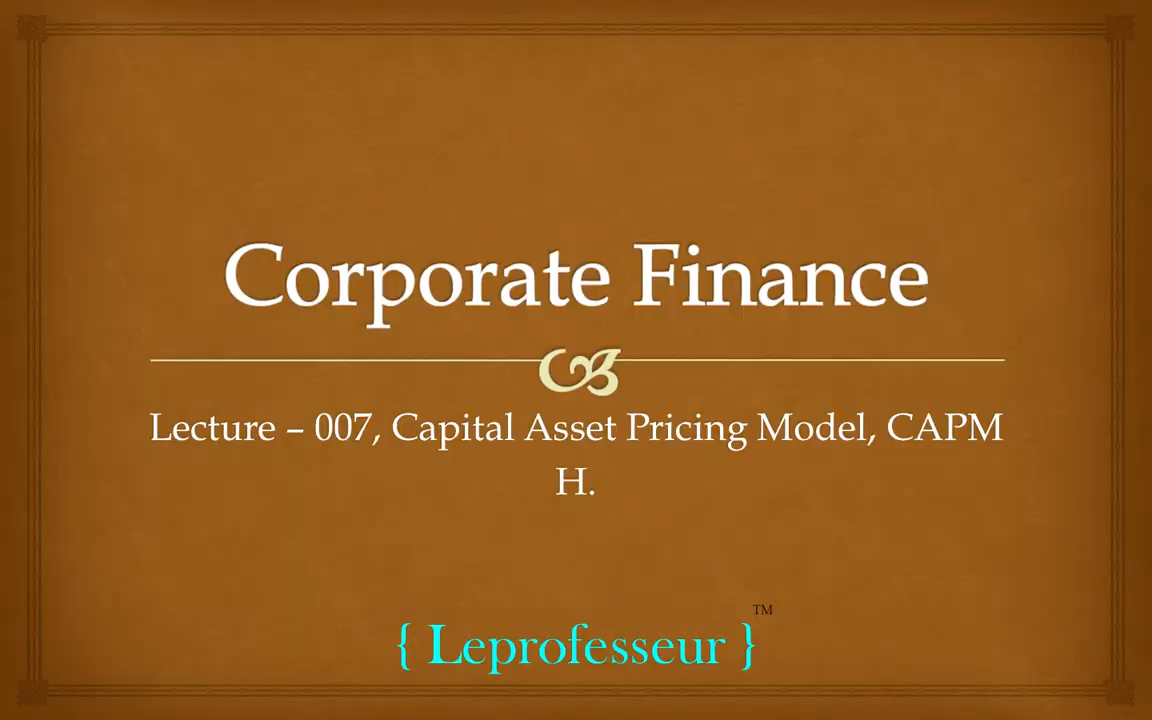 Corporate Finance
Lecture – 007, Capital Asset Pricing Model, CAPM
H.
{ Leprofesseur }™